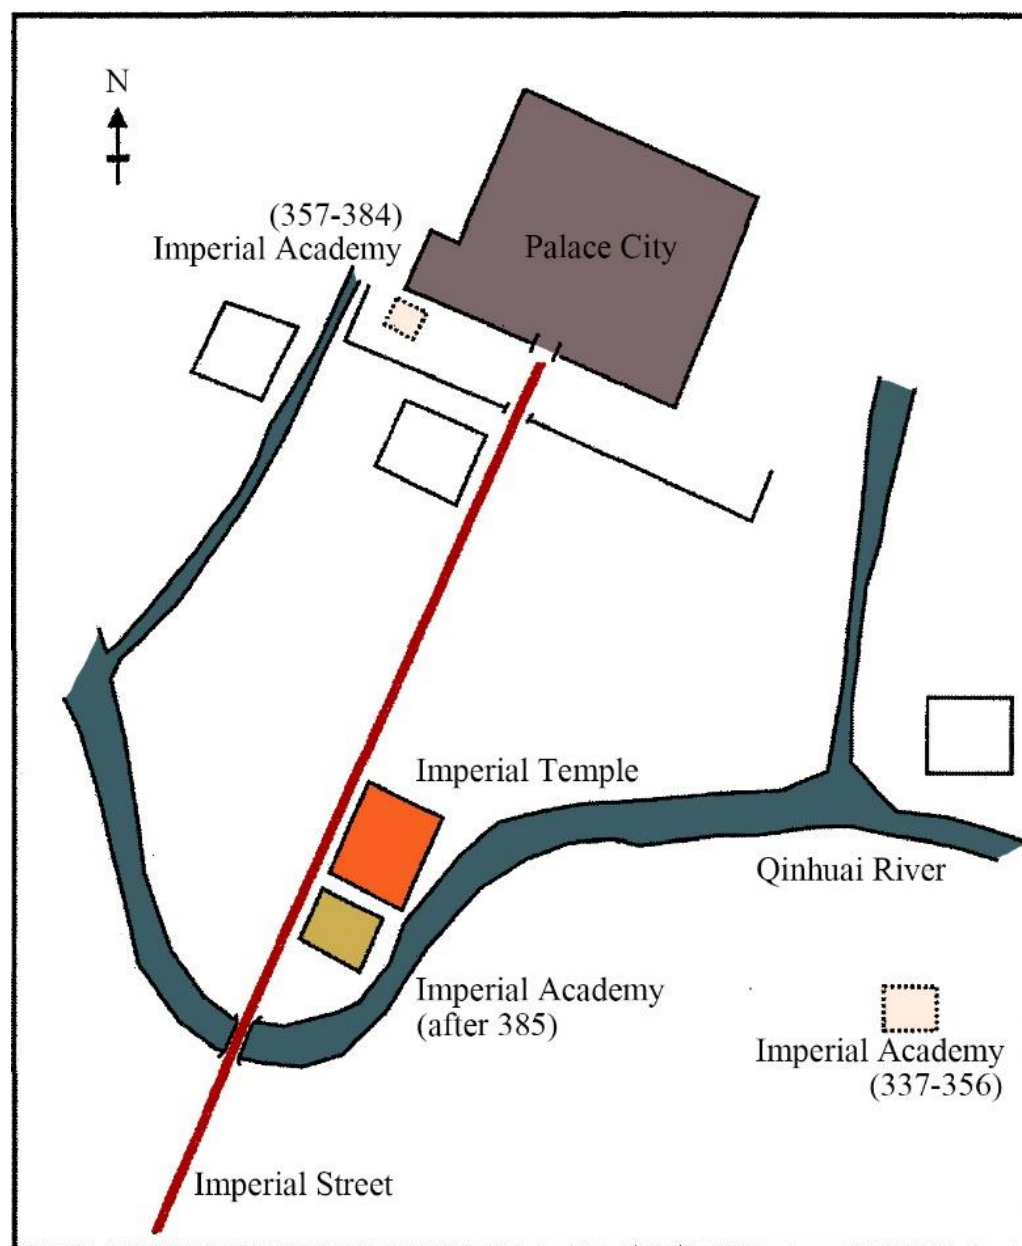 N
(357-384)
Imperial Academy
Palace City
Imperial Temple
Qinhuai River
Imperial Academy
(after 385)
Imperial Academy
(337-356)
Imperial Street